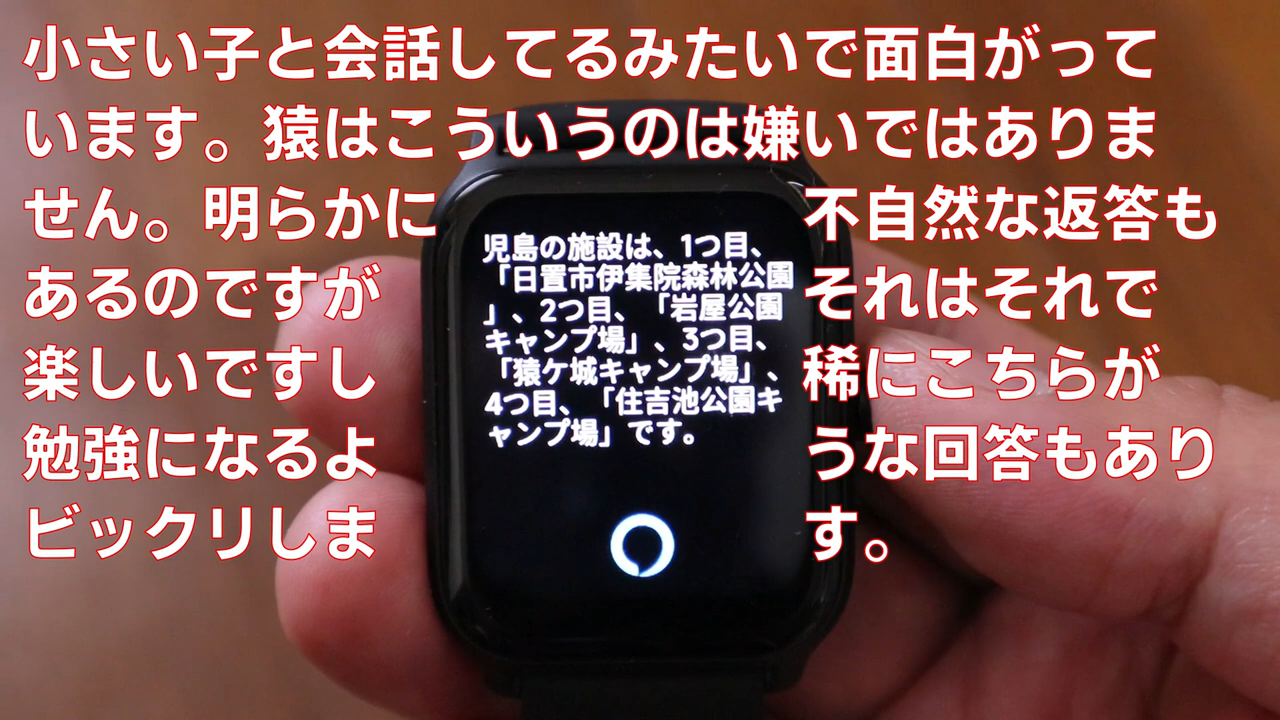 小さい子と会話してるみたいで面白がって
います。猿はこういうのは嫌いではありま
せん。明らかに 不自然な返答も
あるのですが それはそれで
楽しいですし 稀にこちらが
勉強になるよ うな回答もあり
ビックリしま す。
児島の施設は、1つ目、
「日置市伊集院森林公園
」、2つ目、「岩屋公園
キャンプ場」、3つ目、
「猿ケ城キャンプ場」、
4つ目、「住吉池公園キ
ャンプ場」です。